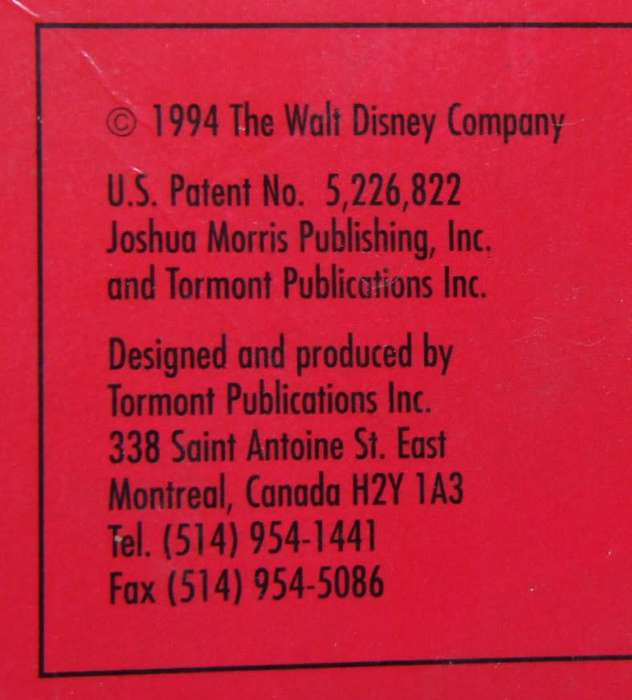 © 1994 The Walt Disney Company
U.S. Patent No. 5,226,822
Joshua Morris Publishing, Inc.
and Tormont Publications Inc.
Designed and produced by
Tormont Publications Inc.
338 Saint Antoine St. East
Montreal, Canada H2Y 1A3
Tel. (514) 954-1441
Fax (514) 954-5086